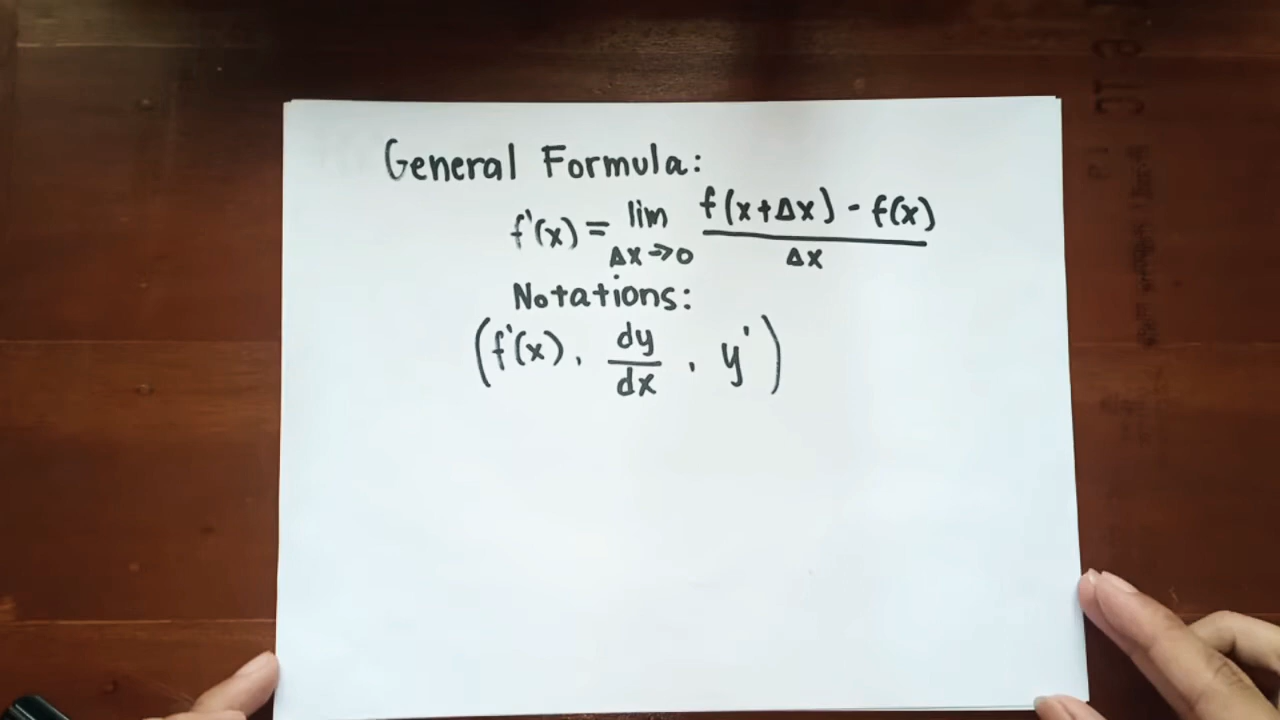 General Formula:
f'(x) = lim Δx→0 f(x+Δx) - f(x) / Δx
Notations:
(f'(x), dy/dx, y')